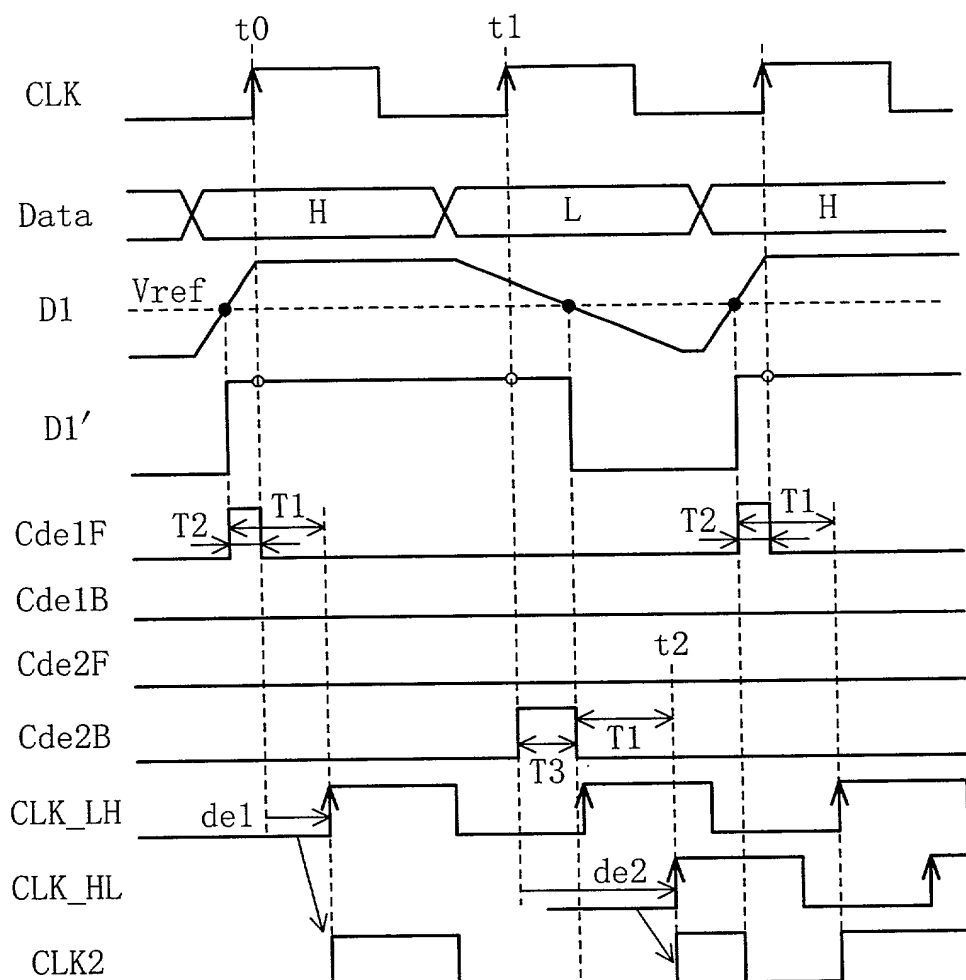 t0 t1
CLK
Data H L H
Vref
D1
D1′
T1 T1
T2 T2
Cde1F
Cde1B
Cde2F t2
Cde2B T1
T3
CLK_LH de1
CLK_HL de2
CLK2